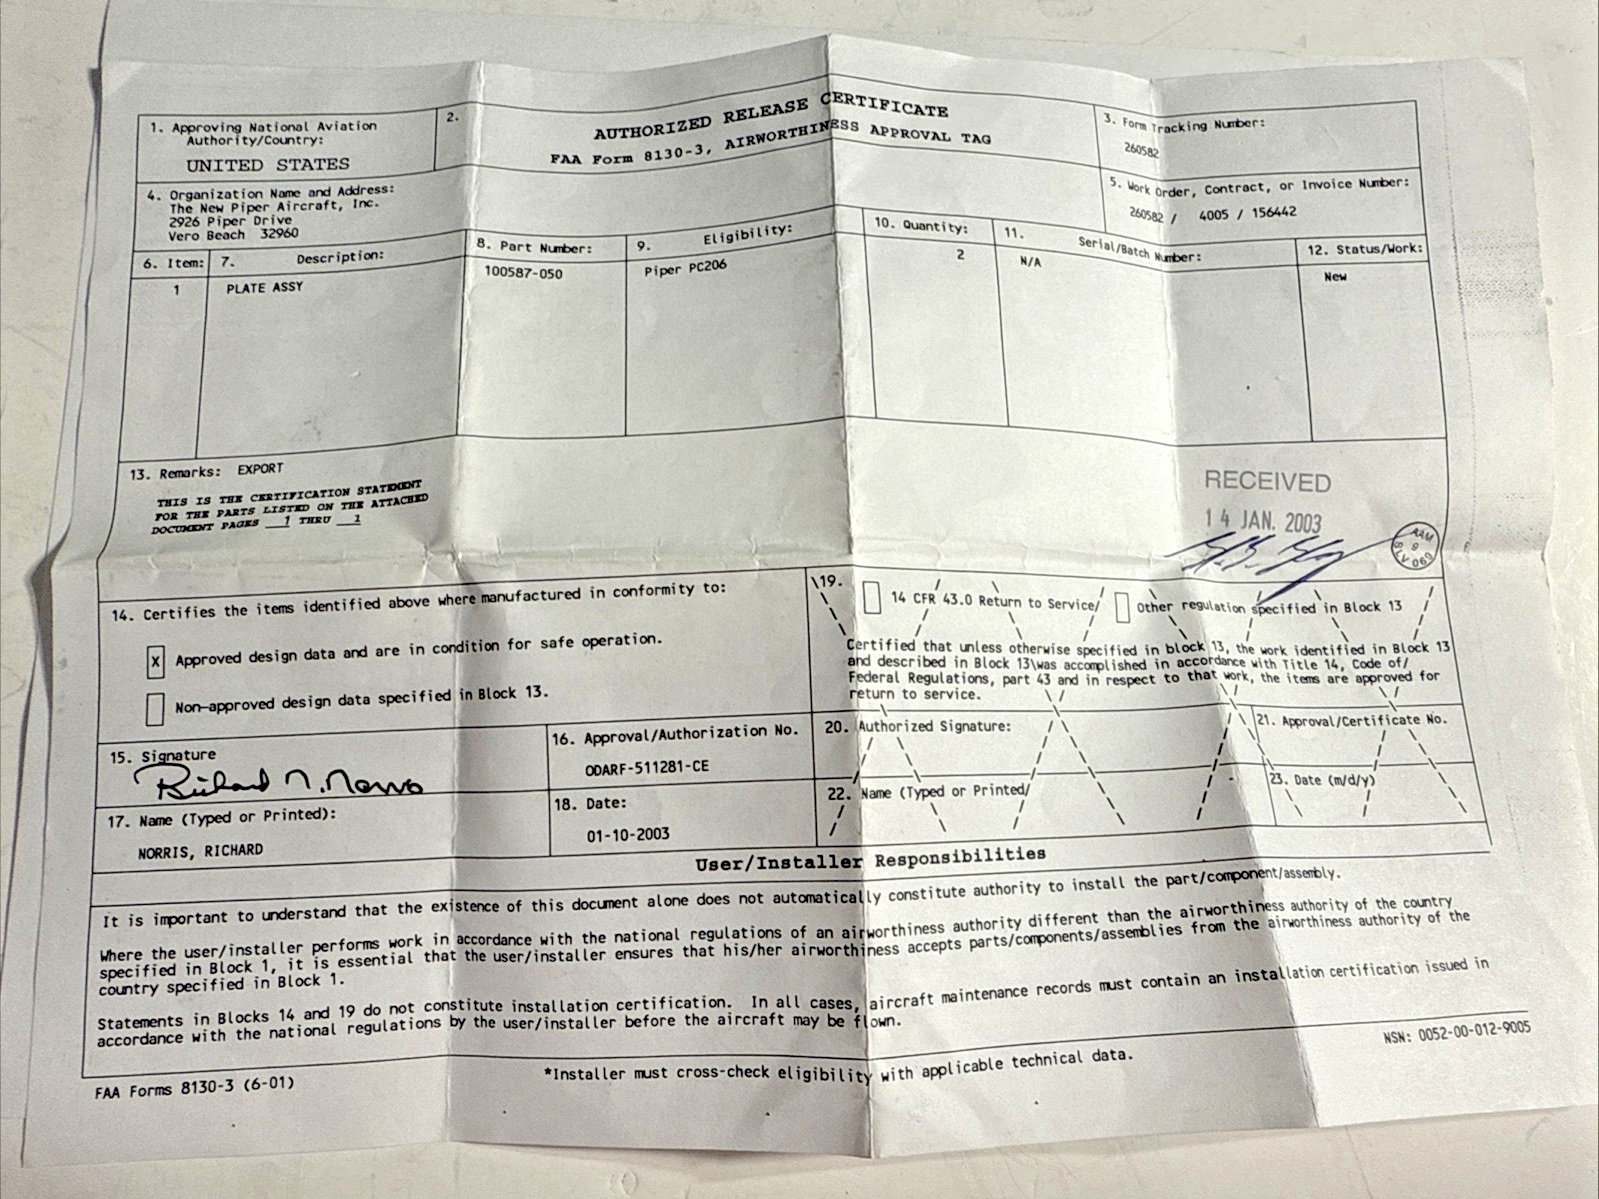 1. Approving National Aviation
Authority/Country:
UNITED STATES
2.
AUTHORIZED RELEASE CERTIFICATE
FAA Form 8130-3, AIRWORTHINESS APPROVAL TAG
3. Form Tracking Number:
260582
4. Organization Name and Address:
The New Piper Aircraft, Inc.
2926 Piper Drive
Vero Beach 32960
5. Work Order, Contract, or Invoice Number:
260582 / 4005 / 156442
6. Item: 7. Description: 8. Part Number: 9. Eligibility: 10. Quantity: 11. Serial/Batch Number: 12. Status/Work:
1 PLATE ASSY 100587-050 Piper PC206 2 N/A New
13. Remarks: EXPORT
THIS IS THE CERTIFICATION STATEMENT
FOR THE PARTS LISTED ON THE ATTACHED
DOCUMENT PAGES 1 THRU 1
RECEIVED
14 JAN. 2003
14. Certifies the items identified above where manufactured in conformity to:
X Approved design data and are in condition for safe operation.
Non-approved design data specified in Block 13.
19. 14 CFR 43.0 Return to Service/ Other regulation specified in Block 13
Certified that unless otherwise specified in block 13, the work identified in Block 13
and described in Block 13 was accomplished in accordance with Title 14, Code of
Federal Regulations, part 43 and in respect to that work, the items are approved for
return to service.
15. Signature
Richard N. Norris
16. Approval/Authorization No.
ODARF-511281-CE
20. Authorized Signature:
21. Approval/Certificate No.
17. Name (Typed or Printed):
NORRIS, RICHARD
18. Date:
01-10-2003
22. Name (Typed or Printed/
23. Date (m/d/y)
User/Installer Responsibilities
It is important to understand that the existence of this document alone does not automatically constitute authority to install the part/component/assembly.
Where the user/installer performs work in accordance with the national regulations of an airworthiness authority different than the airworthiness authority of the country
specified in Block 1, it is essential that the user/installer ensures that his/her airworthiness accepts parts/components/assemblies from the airworthiness authority of the
country specified in Block 1.
Statements in Blocks 14 and 19 do not constitute installation certification. In all cases, aircraft maintenance records must contain an installation certification issued in
accordance with the national regulations by the user/installer before the aircraft may be flown.
NSN: 0052-00-012-9005
FAA Forms 8130-3 (6-01)
*Installer must cross-check eligibility with applicable technical data.